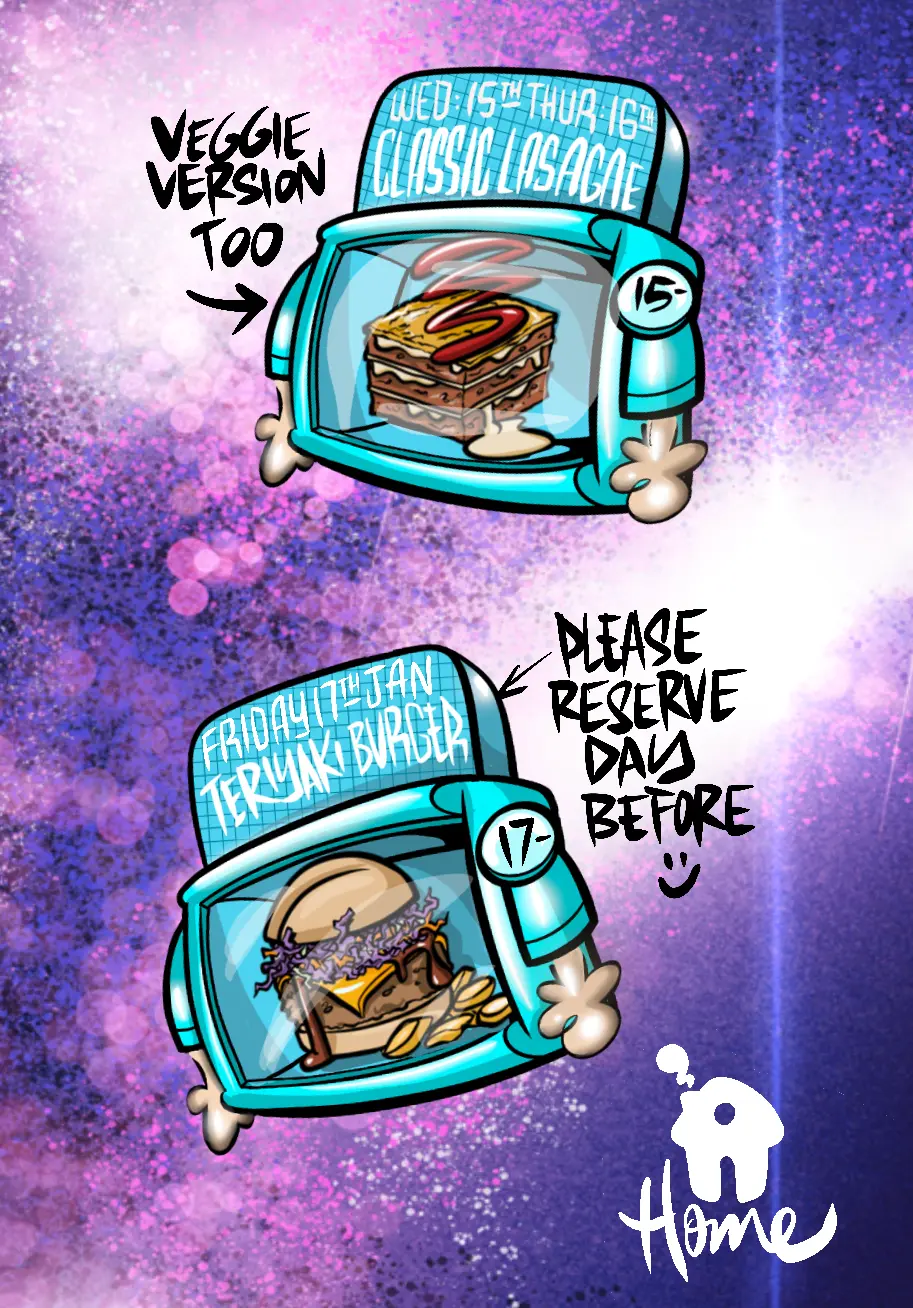 VEGGIE
VERSION
TOO
WED: 15TH THUR: 16TH
CLASSIC LASAGNE
15-
FRIDAY 17TH JAN
TERIYAKI BURGER
17-
PLEASE
RESERVE
DAY
BEFORE
:)
Home